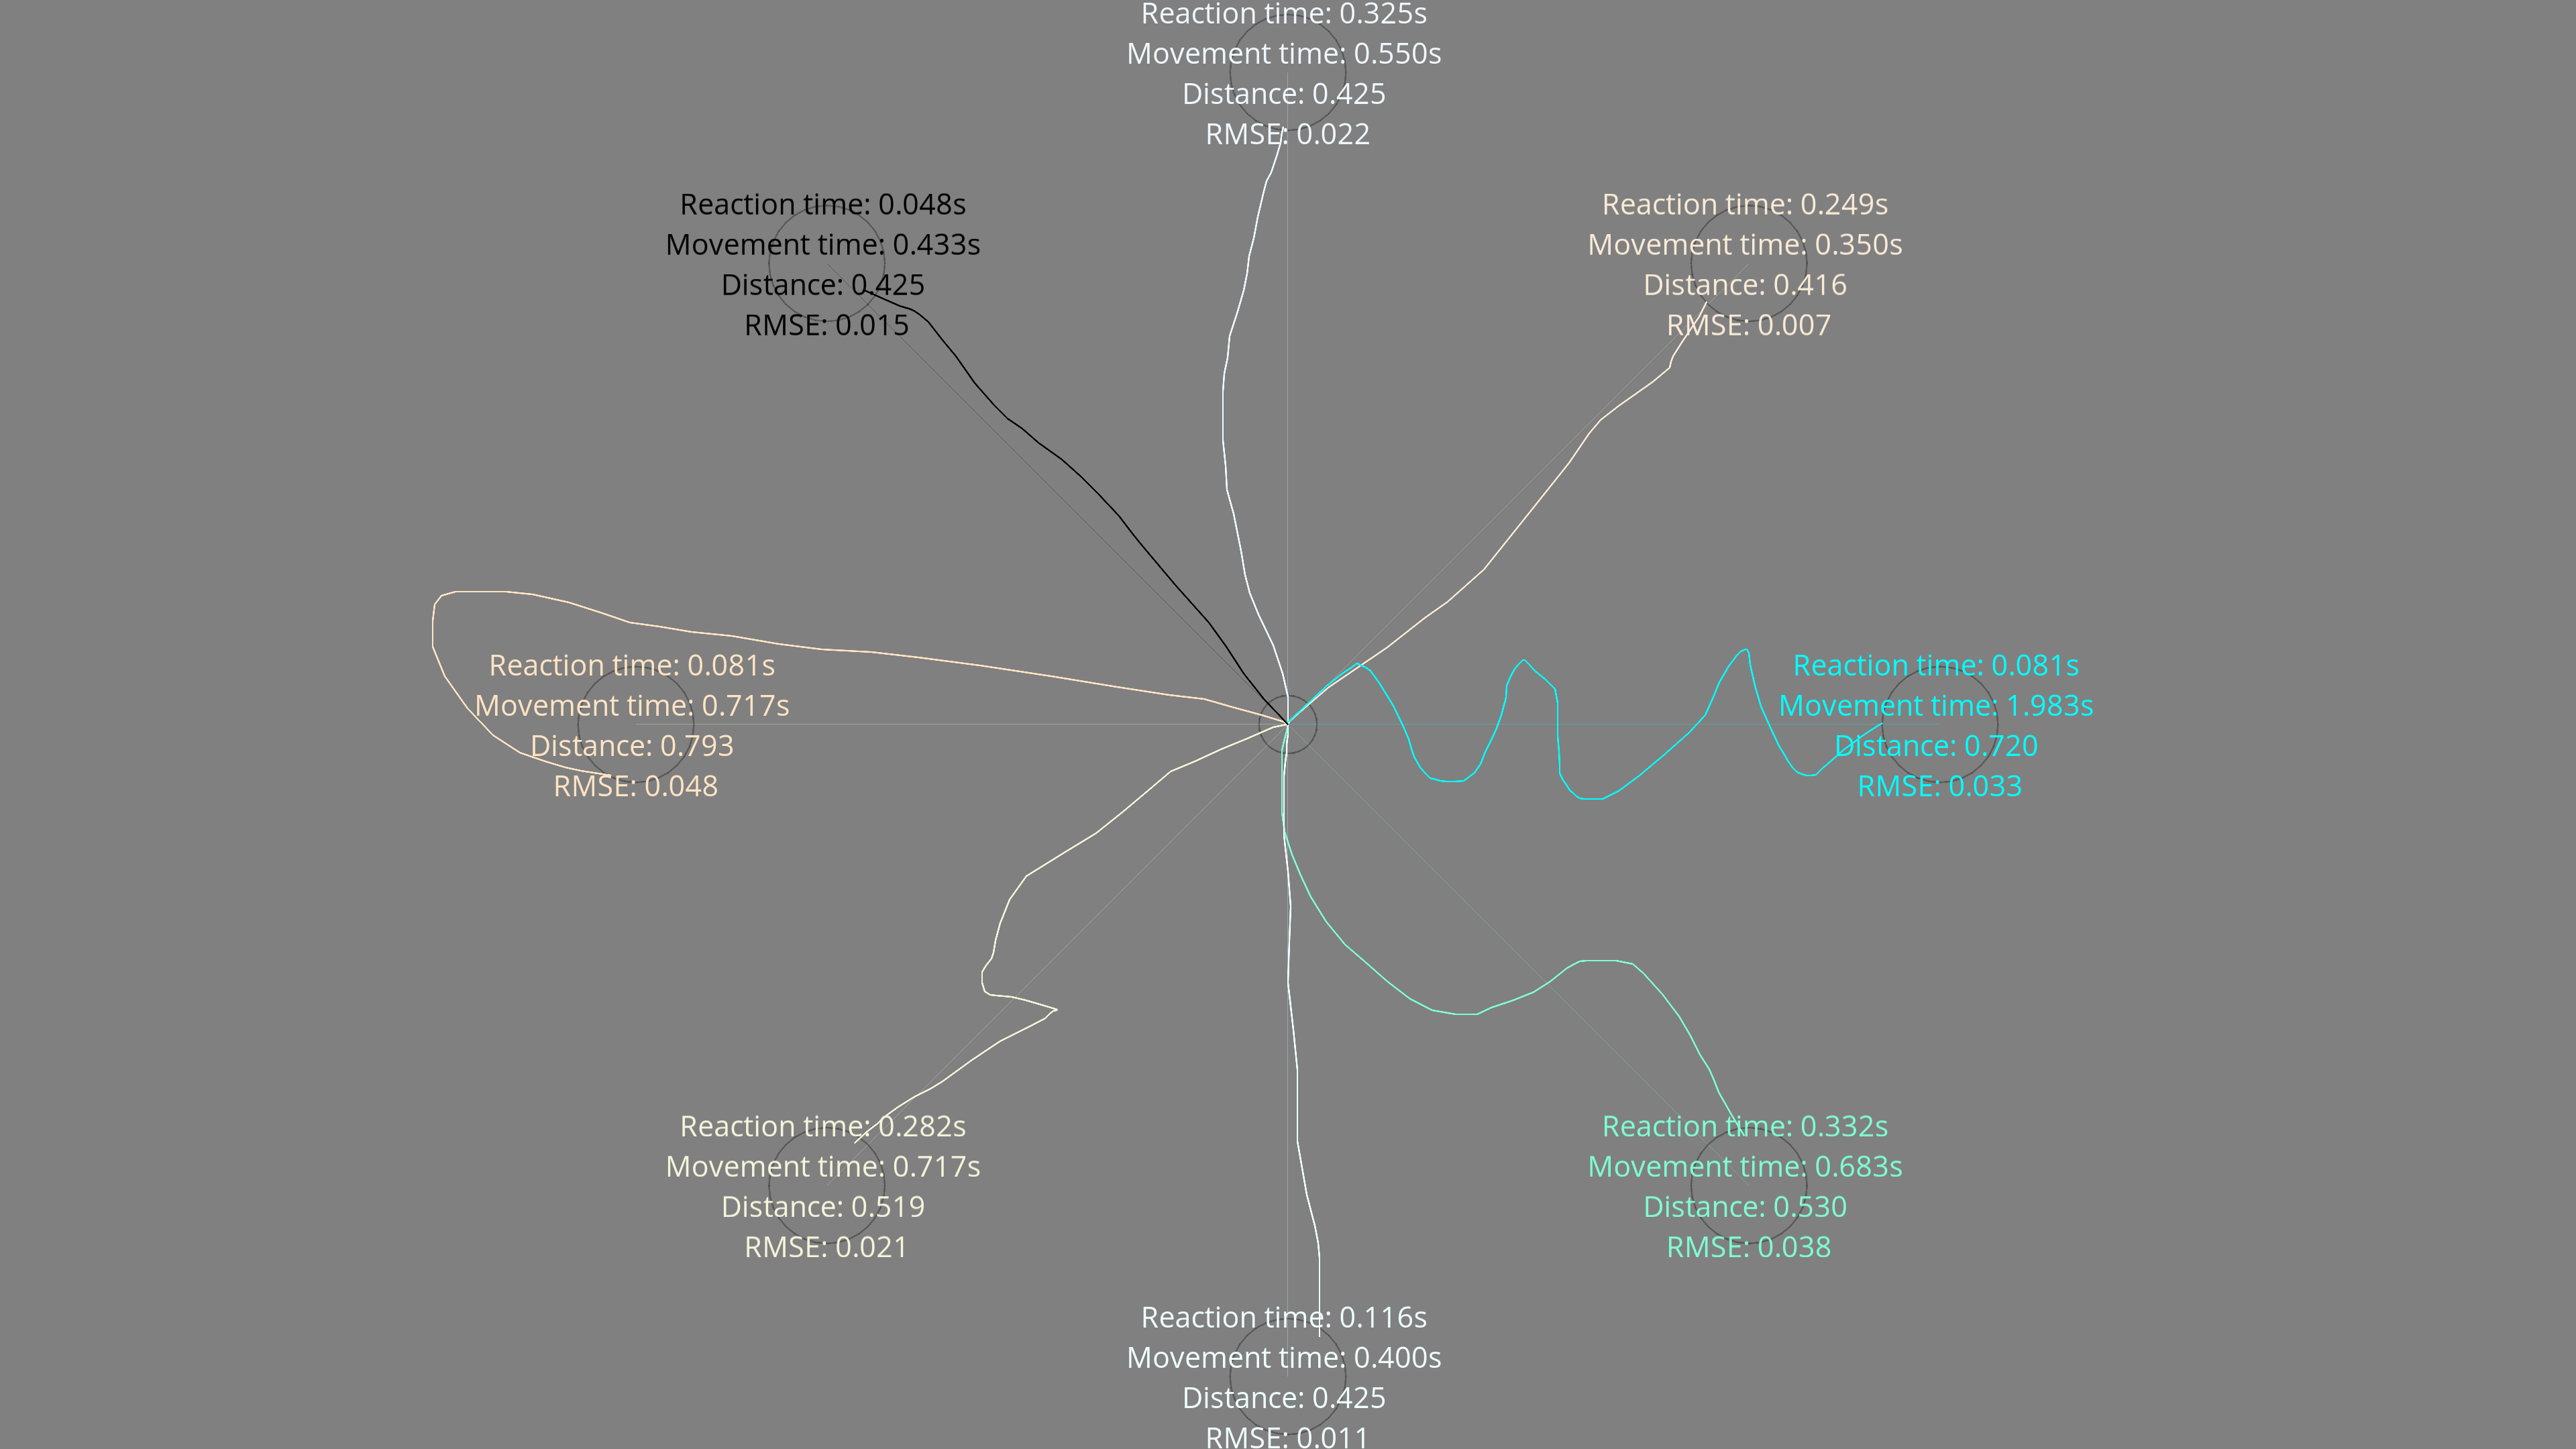 Reaction time: 0.325s
Movement time: 0.550s
Distance: 0.425
RMSE: 0.022
Reaction time: 0.048s
Movement time: 0.433s
Distance: 0.425
RMSE: 0.015
Reaction time: 0.249s
Movement time: 0.350s
Distance: 0.416
RMSE: 0.007
Reaction time: 0.081s
Movement time: 0.717s
Distance: 0.793
RMSE: 0.048
Reaction time: 0.081s
Movement time: 1.983s
Distance: 0.720
RMSE: 0.033
Reaction time: 0.282s
Movement time: 0.717s
Distance: 0.519
RMSE: 0.021
Reaction time: 0.332s
Movement time: 0.683s
Distance: 0.530
RMSE: 0.038
Reaction time: 0.116s
Movement time: 0.400s
Distance: 0.425
RMSE: 0.011